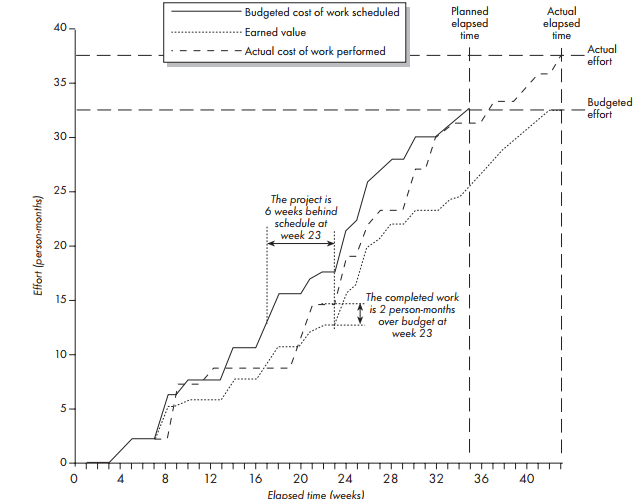 Budgeted cost of work scheduled
Earned value
Actual cost of work performed
Planned
elapsed
time
Actual
elapsed
time
Actual
effort
Budgeted
effort
40
35
30
25
20
15
10
5
0
Effort (person-months)
The project is
6 weeks behind
schedule at
week 23
The completed work
is 2 person-months
over budget at
week 23
0 4 8 12 16 20 24 28 32 36 40
Elapsed time (weeks)